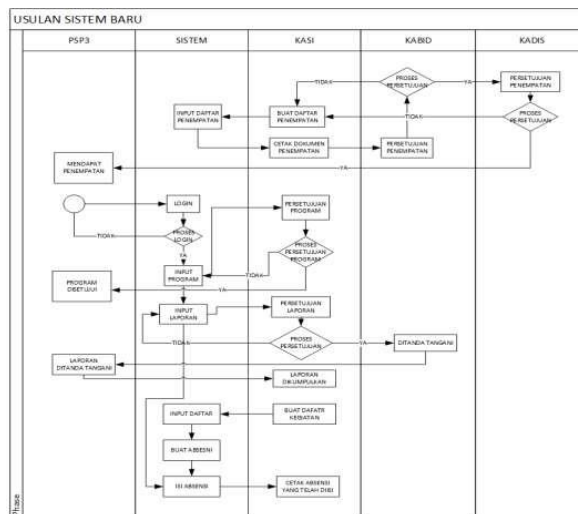 USULAN SISTEM BARU
PSP3
SISTEM
KASI
KABID
KADIS
PROSES
PERSETUJUAN
TIDAK
YA
PERSETUJUAN
PENEMPATAN
INPUT DAFTAR
PENEMPATAN
BUAT DAFTAR
PENEMPATAN
TIDAK
PROSES
PERSETUJUAN
CETAK DOKUMEN
PENEMPATAN
PERSETUJUAN
PENEMPATAN
MENDAPAT
PENEMPATAN
YA
LOGIN
PERSETUJUAN
PROGRAM
TIDAK
PROSES
LOGIN
PROSES
PERSETUJUAN
PROGRAM
YA
INPUT
PROGRAM
TIDAK
PROGRAM
DISETUJUI
YA
INPUT
LAPORAN
PERSETUJUAN
LAPORAN
TIDAK
PROSES
PERSETUJUAN
YA
DITANDA TANGANI
LAPORAN
DITANDA TANGANI
LAPORAN
DIKUMPULKAN
INPUT DAFTAR
BUAT DAFATR
KEGIATAN
BUAT ABSESNI
ISI ABSENSI
CETAK ABSENSI
YANG TELAH DIISI
Phase